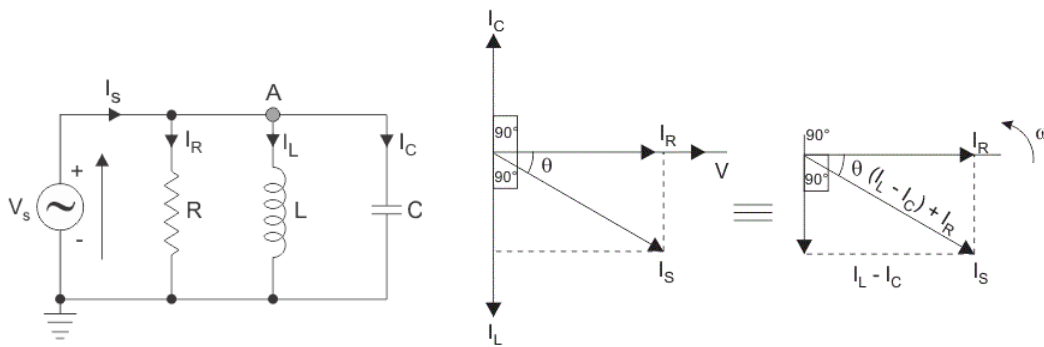 I_S
A
I_R
I_L
I_C
+
V_s
-
R
L
C
I_C
90°
90°
I_R
θ
V
I_S
I_L
90°
90°
I_R
ω
θ (I_L - I_C) + I_R
I_L - I_C
I_S